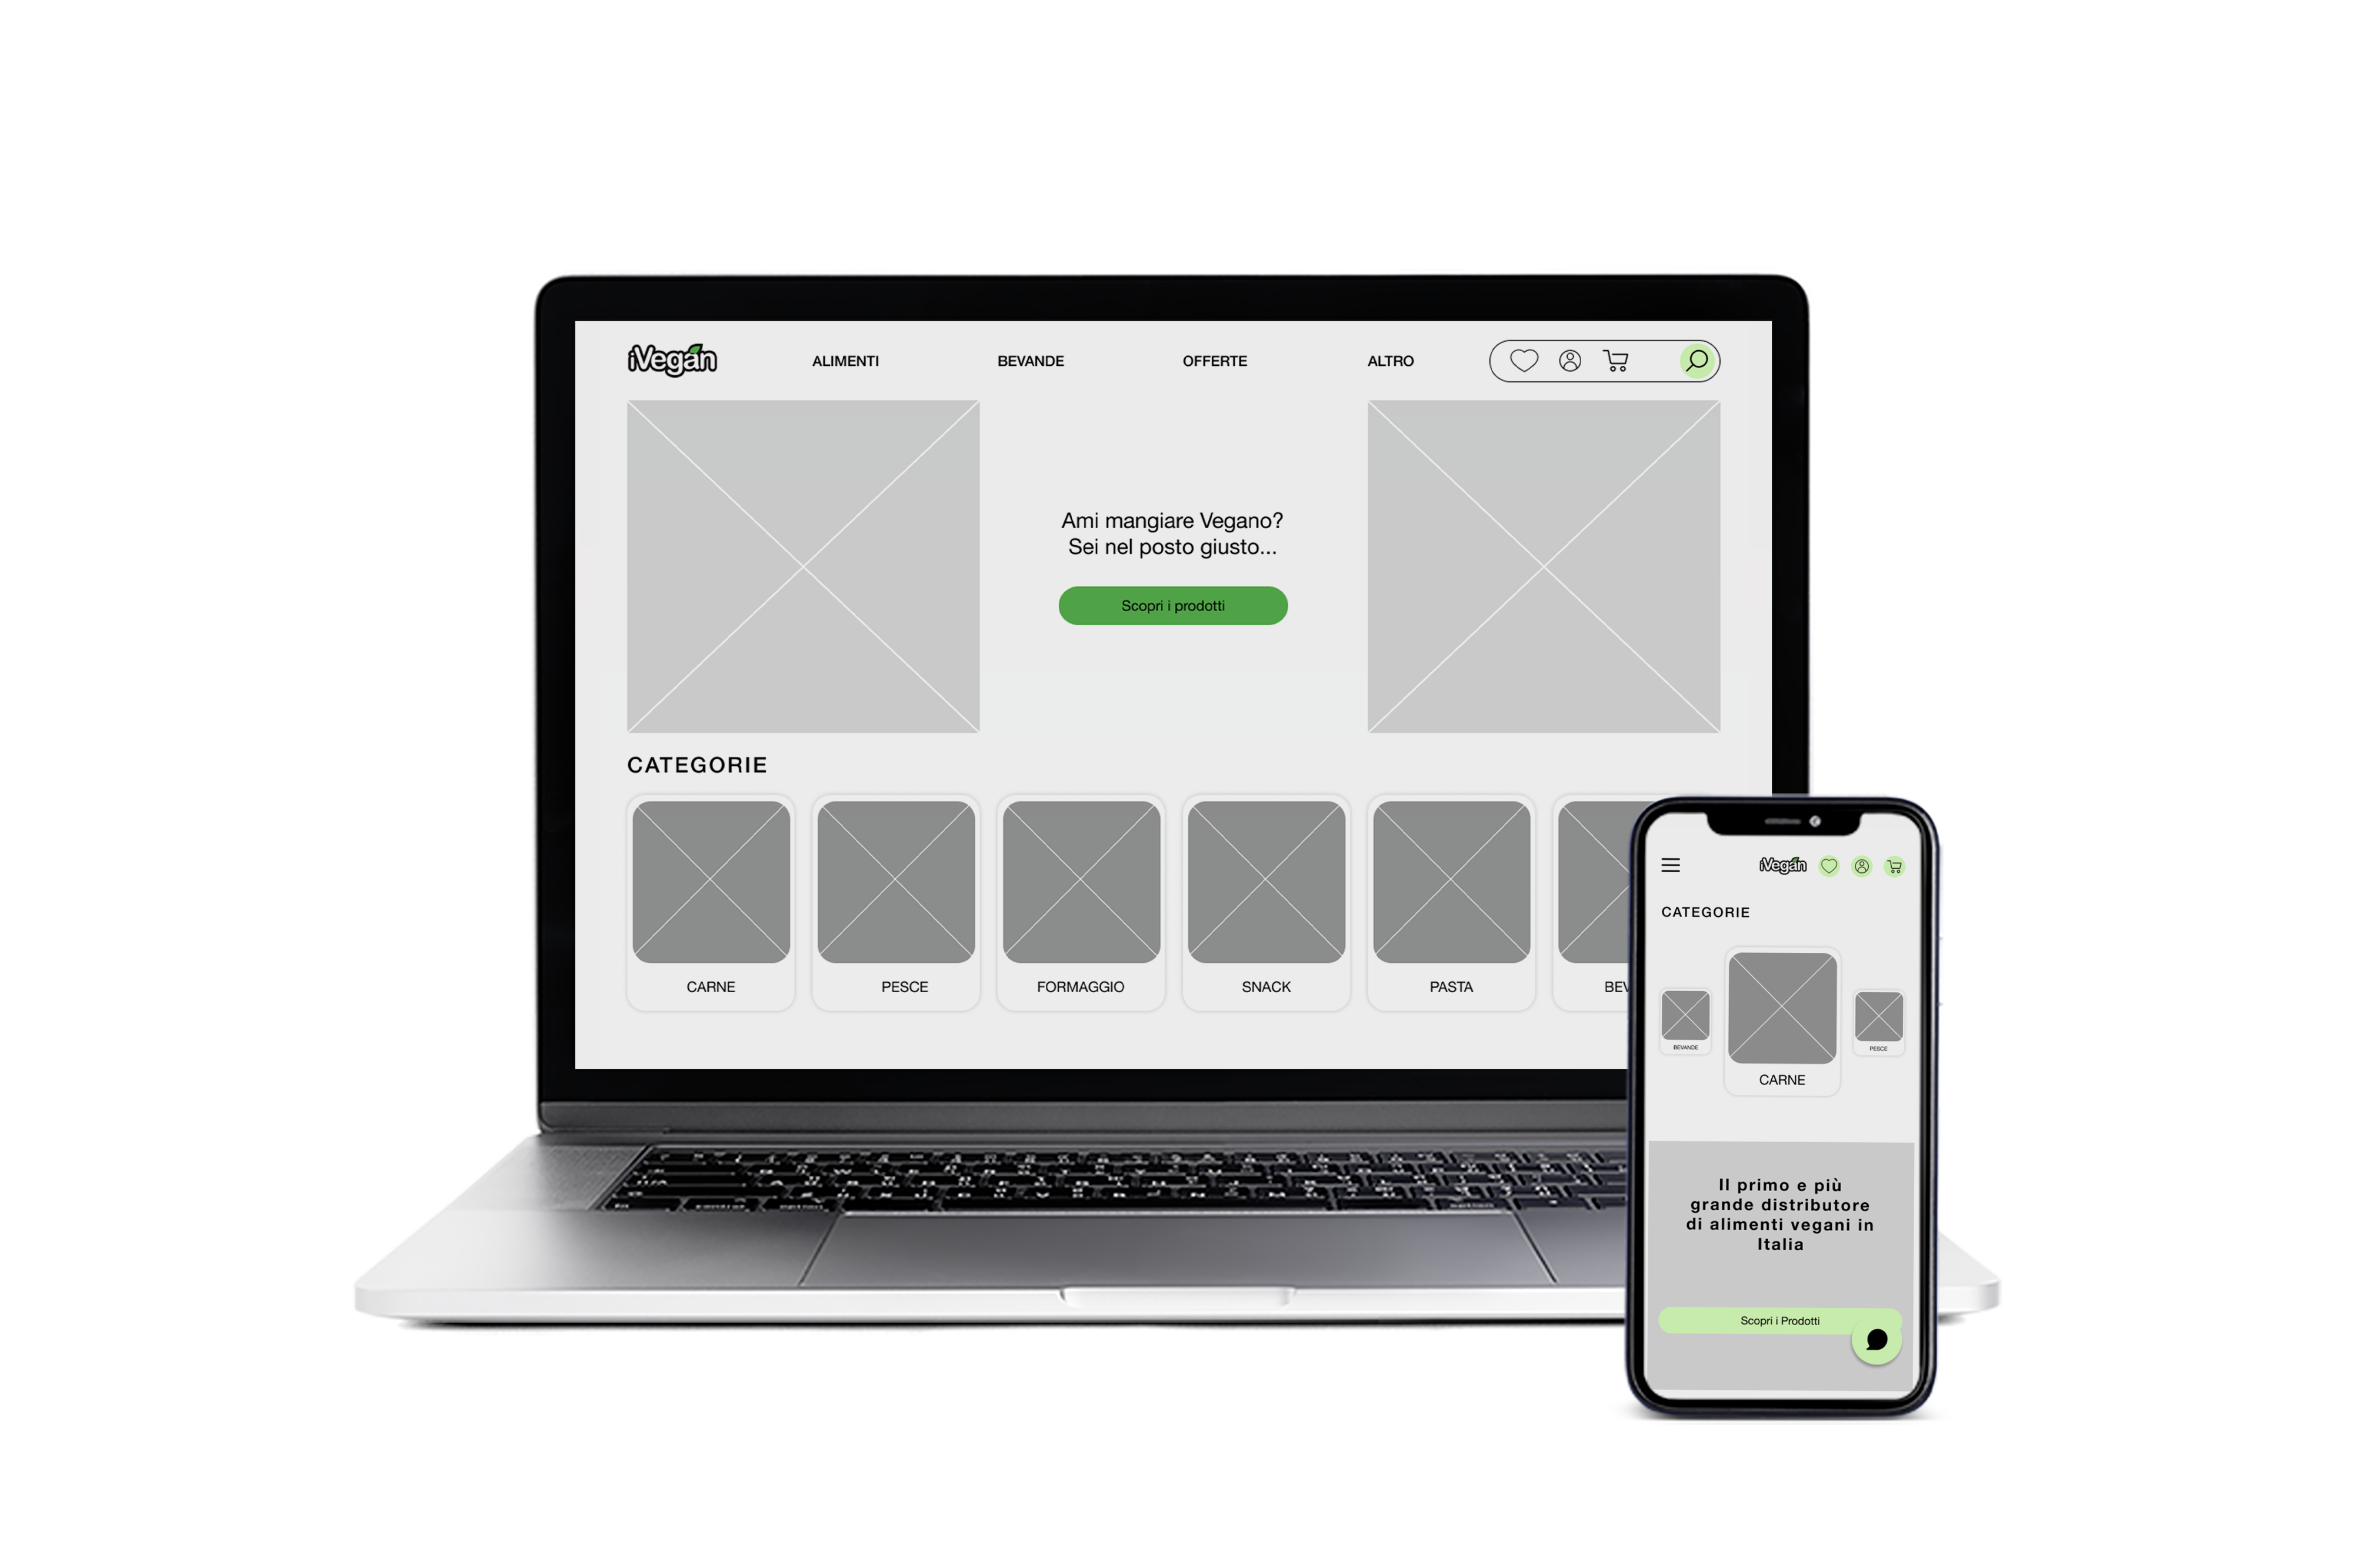 iVegan
ALIMENTI
BEVANDE
OFFERTE
ALTRO
Ami mangiare Vegano?
Sei nel posto giusto...
Scopri i prodotti
CATEGORIE
CARNE
PESCE
FORMAGGIO
SNACK
PASTA
BEV
iVegan
CATEGORIE
BEVANDE
CARNE
PESCE
Il primo e più
grande distributore
di alimenti vegani in
Italia
Scopri i Prodotti